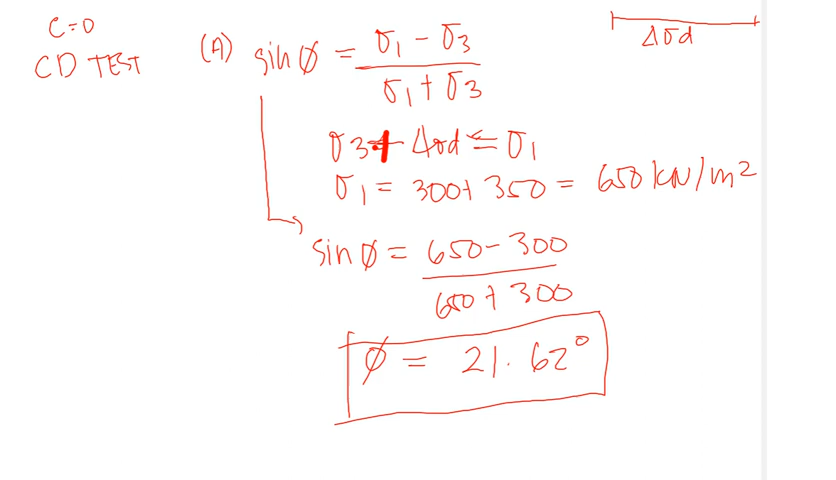 C=0
CD TEST
(A) sin∅ = (σ1 - σ3) / (σ1 + σ3)
Δσd
σ3 + Δσd = σ1
σ1 = 300 + 350 = 650 kN/m2
sin∅ = (650 - 300) / (650 + 300)
∅ = 21.62°